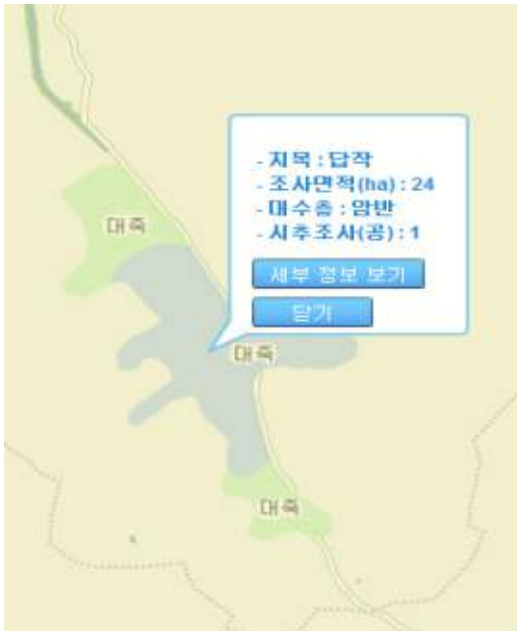 - 지목 : 답작
- 조사면적(ha) : 24
- 대수층 : 암반
- 시추조사(공) : 1
세부 정보 보기
닫기
대죽
대죽
대죽